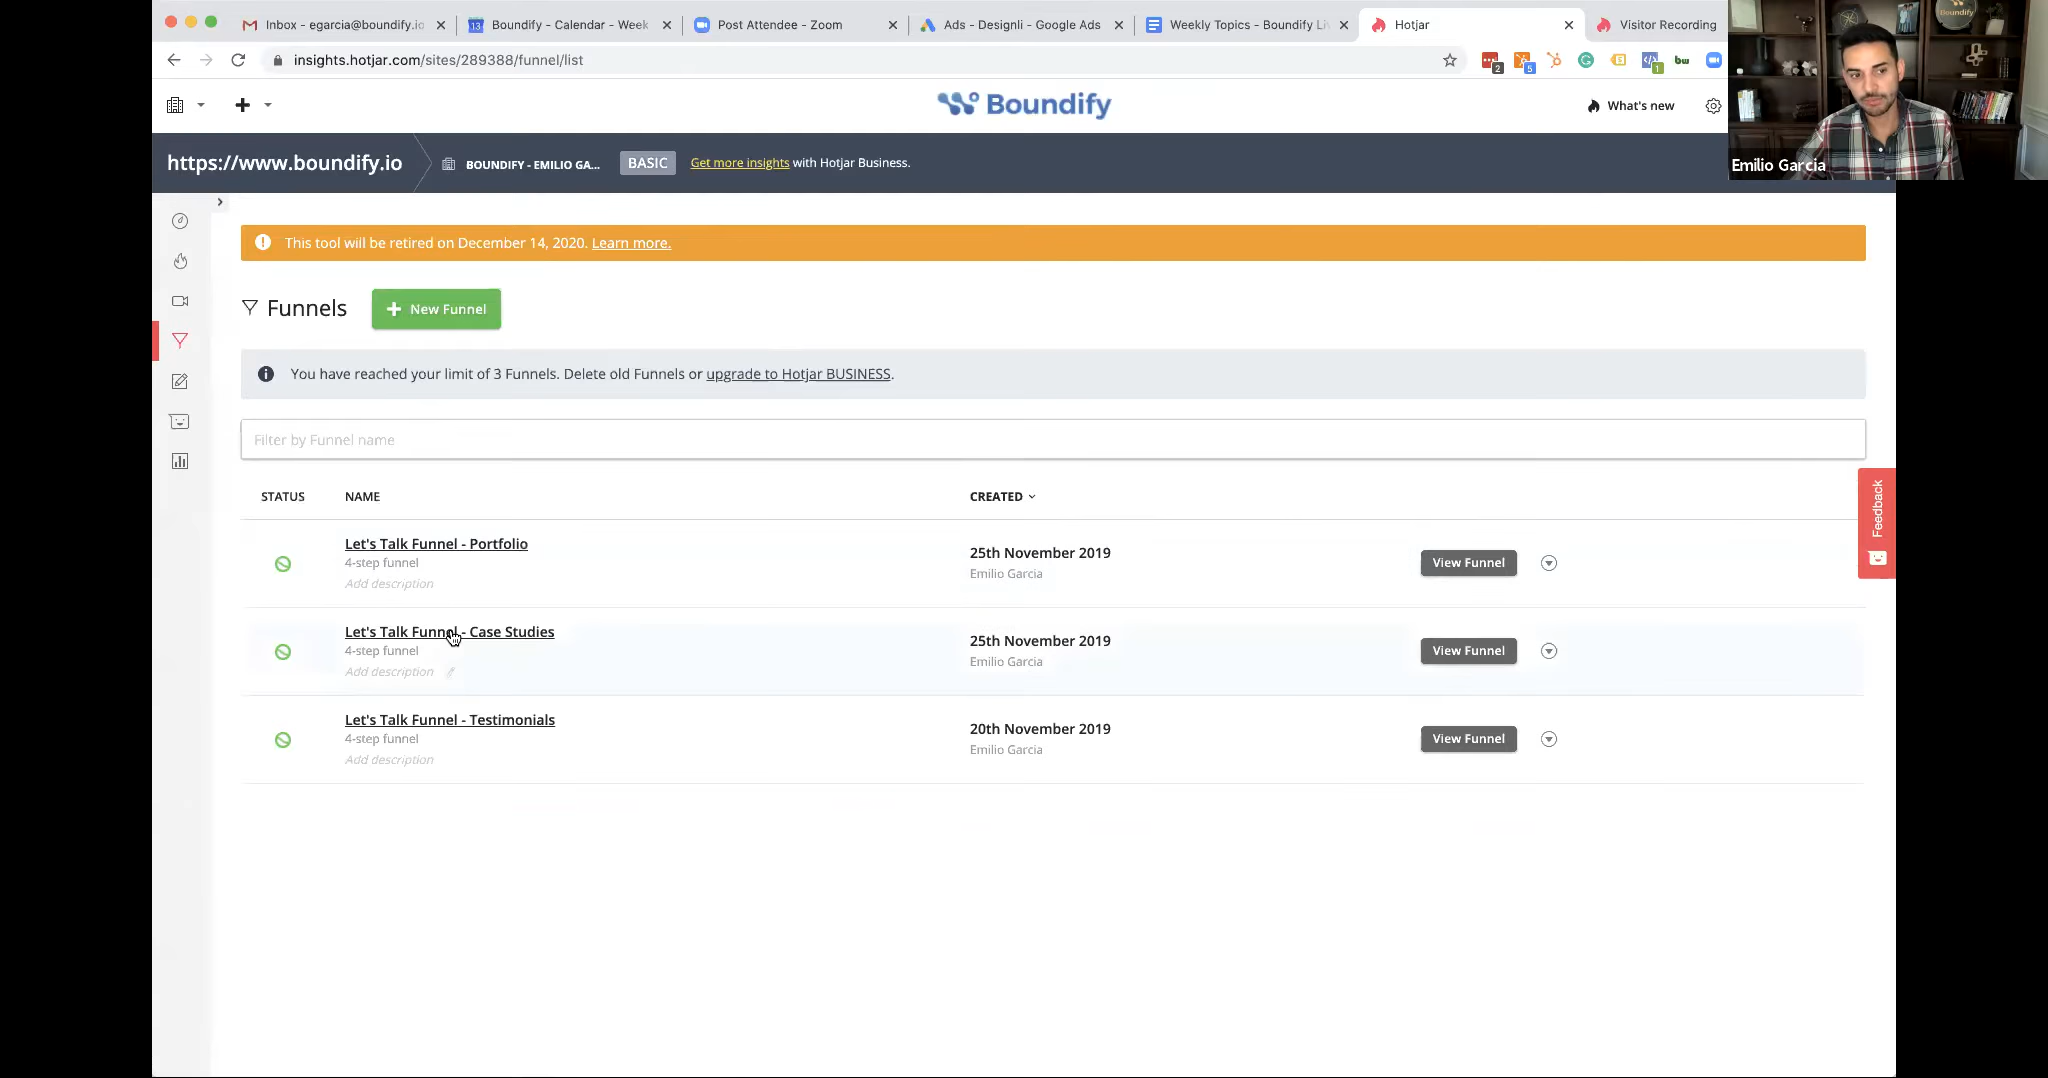 Inbox - egarcia@boundify.io
Boundify - Calendar - Week
Post Attendee - Zoom
Ads - Designli - Google Ads
Weekly Topics - Boundify Li
Hotjar
Visitor Recording
insights.hotjar.com/sites/289388/funnel/list
2
5
1
bw
Boundify
What's new
Boundify
Emilio Garcia
https://www.boundify.io
BOUNDIFY - EMILIO GA...
BASIC
Get more insights with Hotjar Business.
This tool will be retired on December 14, 2020. Learn more.
Funnels
New Funnel
You have reached your limit of 3 Funnels. Delete old Funnels or upgrade to Hotjar BUSINESS.
Filter by Funnel name
STATUS
NAME
CREATED
Let's Talk Funnel - Portfolio
4-step funnel
Add description
25th November 2019
Emilio Garcia
View Funnel
Let's Talk Funnel - Case Studies
4-step funnel
Add description
25th November 2019
Emilio Garcia
View Funnel
Let's Talk Funnel - Testimonials
4-step funnel
Add description
20th November 2019
Emilio Garcia
View Funnel
Feedback